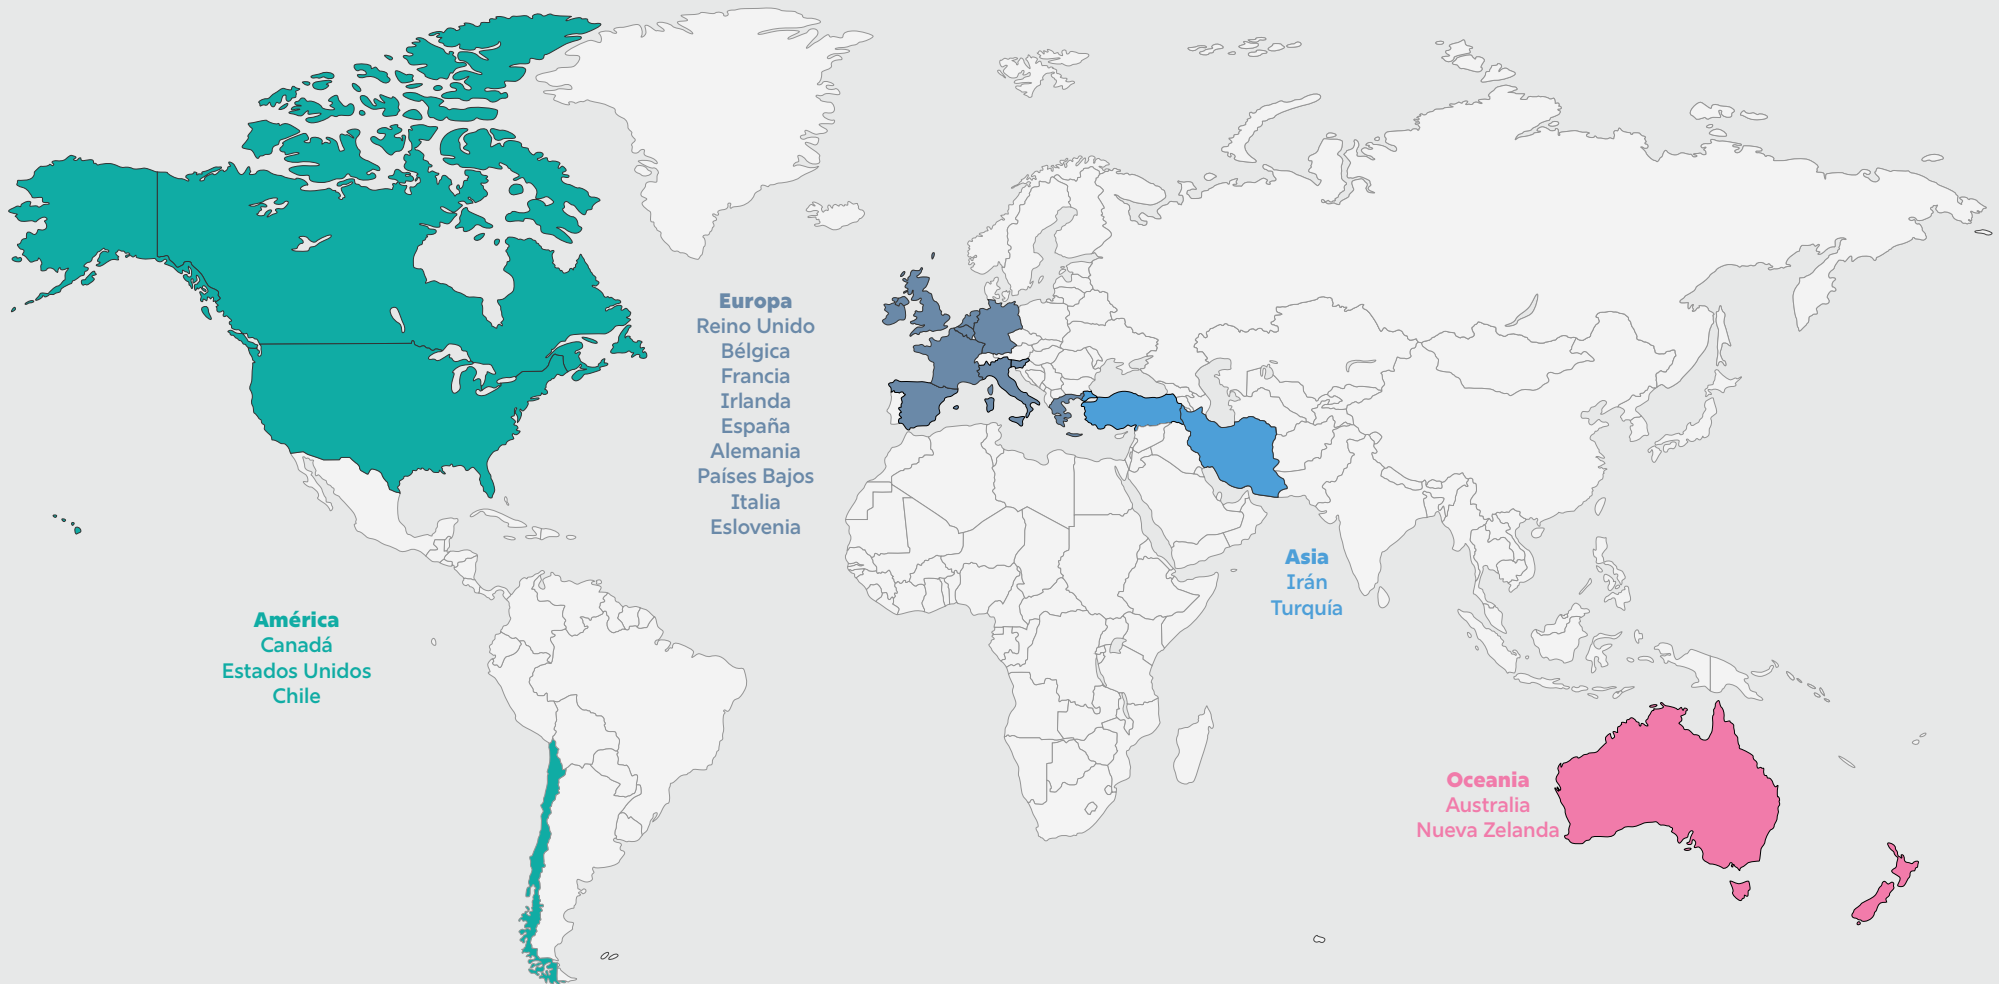 Europa
Reino Unido
Bélgica
Francia
Irlanda
España
Alemania
Países Bajos
Italia
Eslovenia
Asia
Irán
Turquía
América
Canadá
Estados Unidos
Chile
Oceania
Australia
Nueva Zelanda